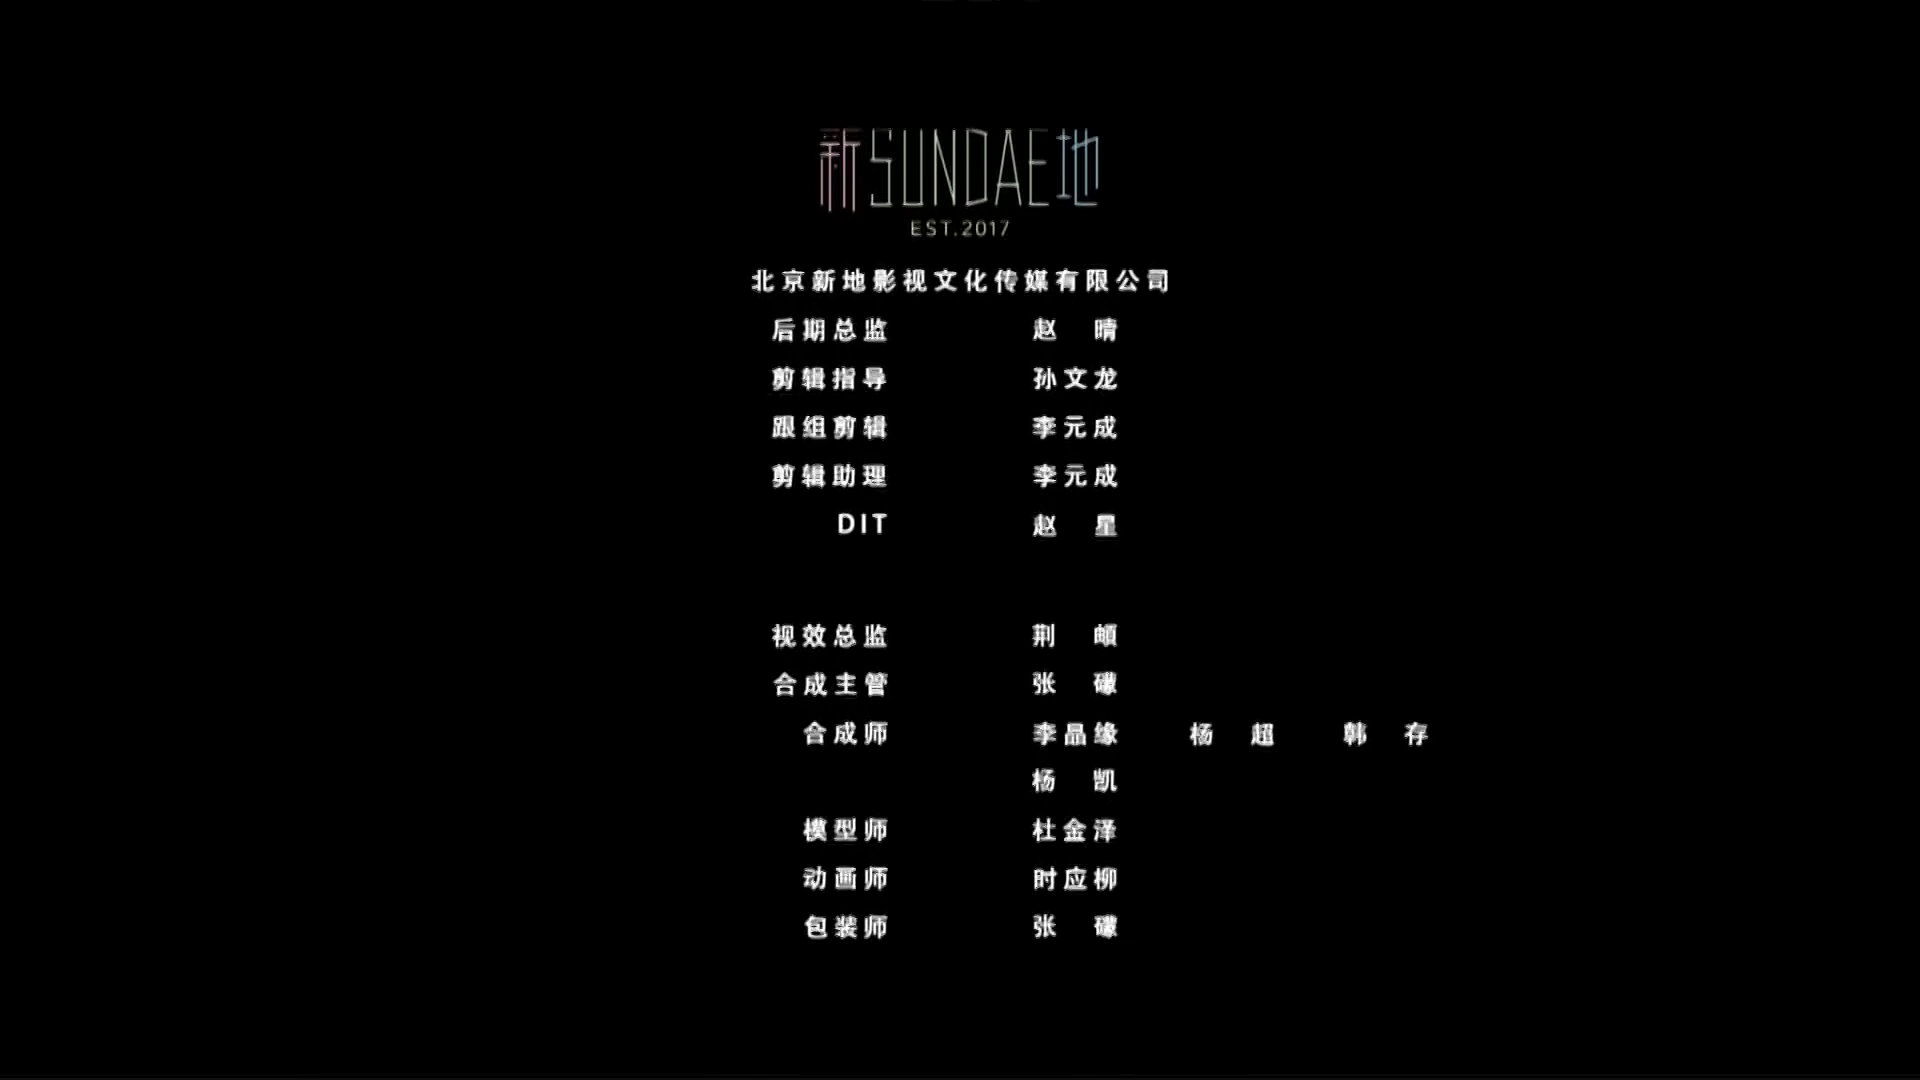 新SUNDAE地
EST.2017
北京新地影视文化传媒有限公司
后期总监 赵 晴
剪辑指导 孙文龙
跟组剪辑 李元成
剪辑助理 李元成
DIT 赵 星
视效总监 荆
合成主管 张
合成师 李晶缘 杨 超 韩 存
杨 凯
模型师 杜金泽
动画师 时应柳
包装师 张